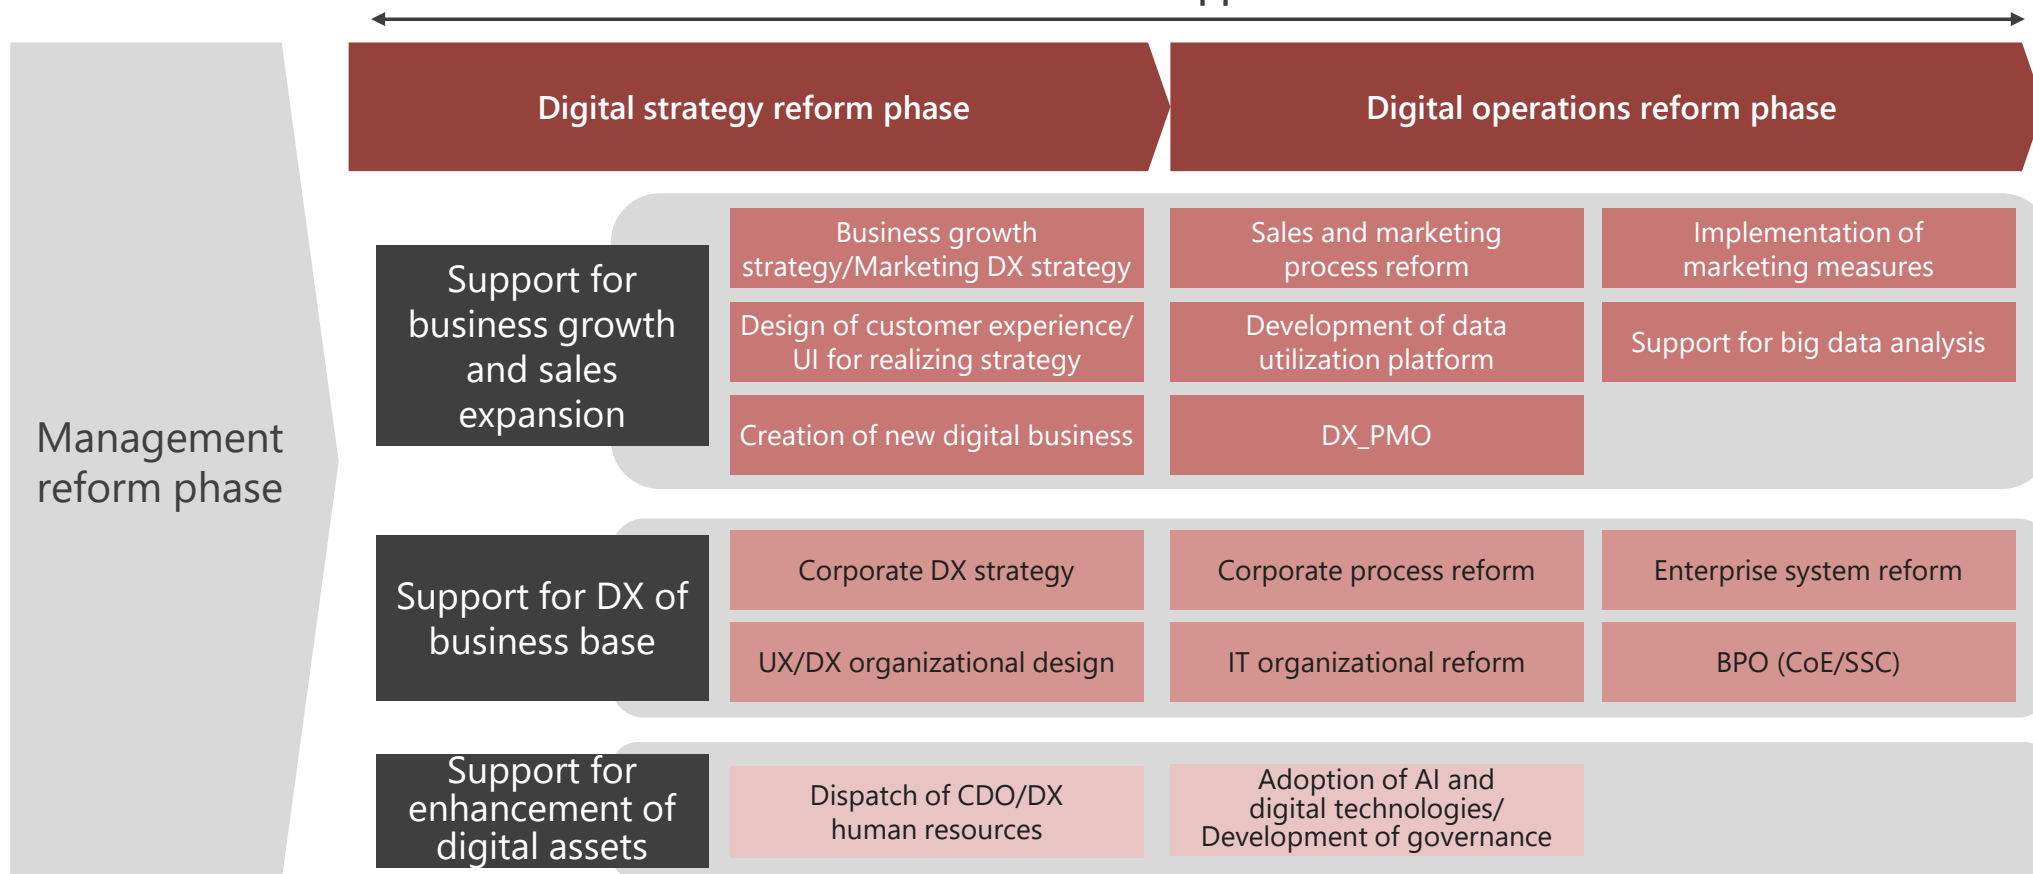 Digital strategy reform phase
Digital operations reform phase
Management
reform phase
Support for
business growth
and sales
expansion
Business growth
strategy/Marketing DX strategy
Sales and marketing
process reform
Implementation of
marketing measures
Design of customer experience/
UI for realizing strategy
Development of data
utilization platform
Support for big data analysis
Creation of new digital business
DX_PMO
Support for DX of
business base
Corporate DX strategy
Corporate process reform
Enterprise system reform
UX/DX organizational design
IT organizational reform
BPO (CoE/SSC)
Support for
enhancement of
digital assets
Dispatch of CDO/DX
human resources
Adoption of AI and
digital technologies/
Development of governance